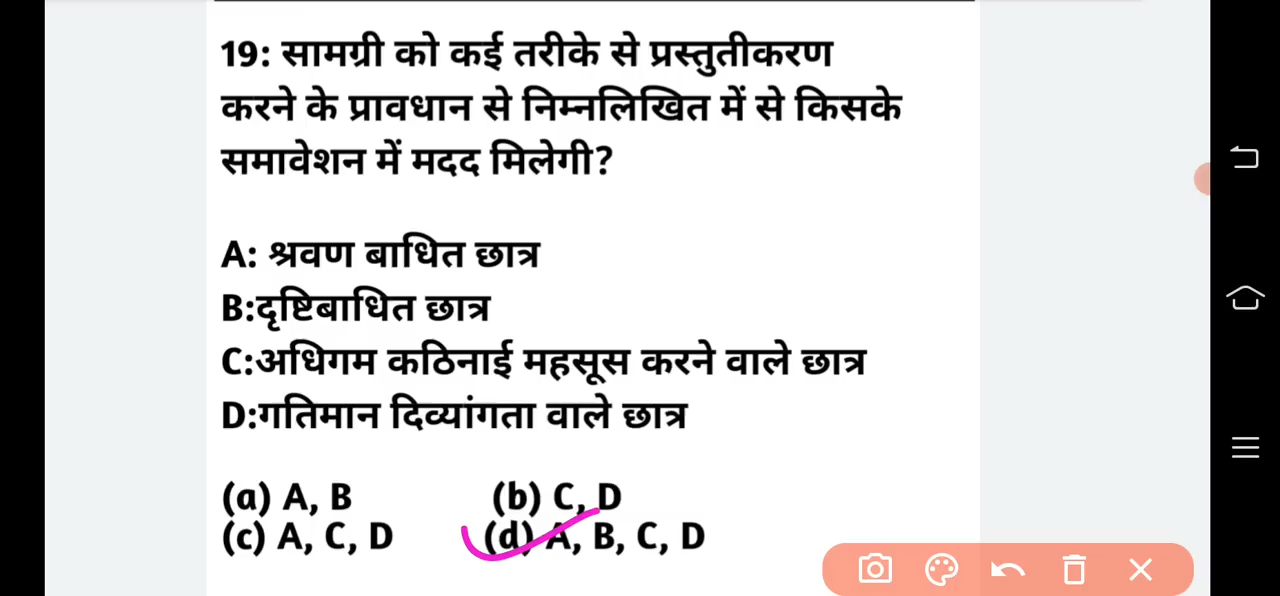 19: सामग्री को कई तरीके से प्रस्तुतीकरण
करने के प्रावधान से निम्नलिखित में से किसके
समावेशन में मदद मिलेगी?
A: श्रवण बाधित छात्र
B:दृष्टिबाधित छात्र
C:अधिगम कठिनाई महसूस करने वाले छात्र
D:गतिमान दिव्यांगता वाले छात्र
(a) A, B (b) C, D
(c) A, C, D (d) A, B, C, D